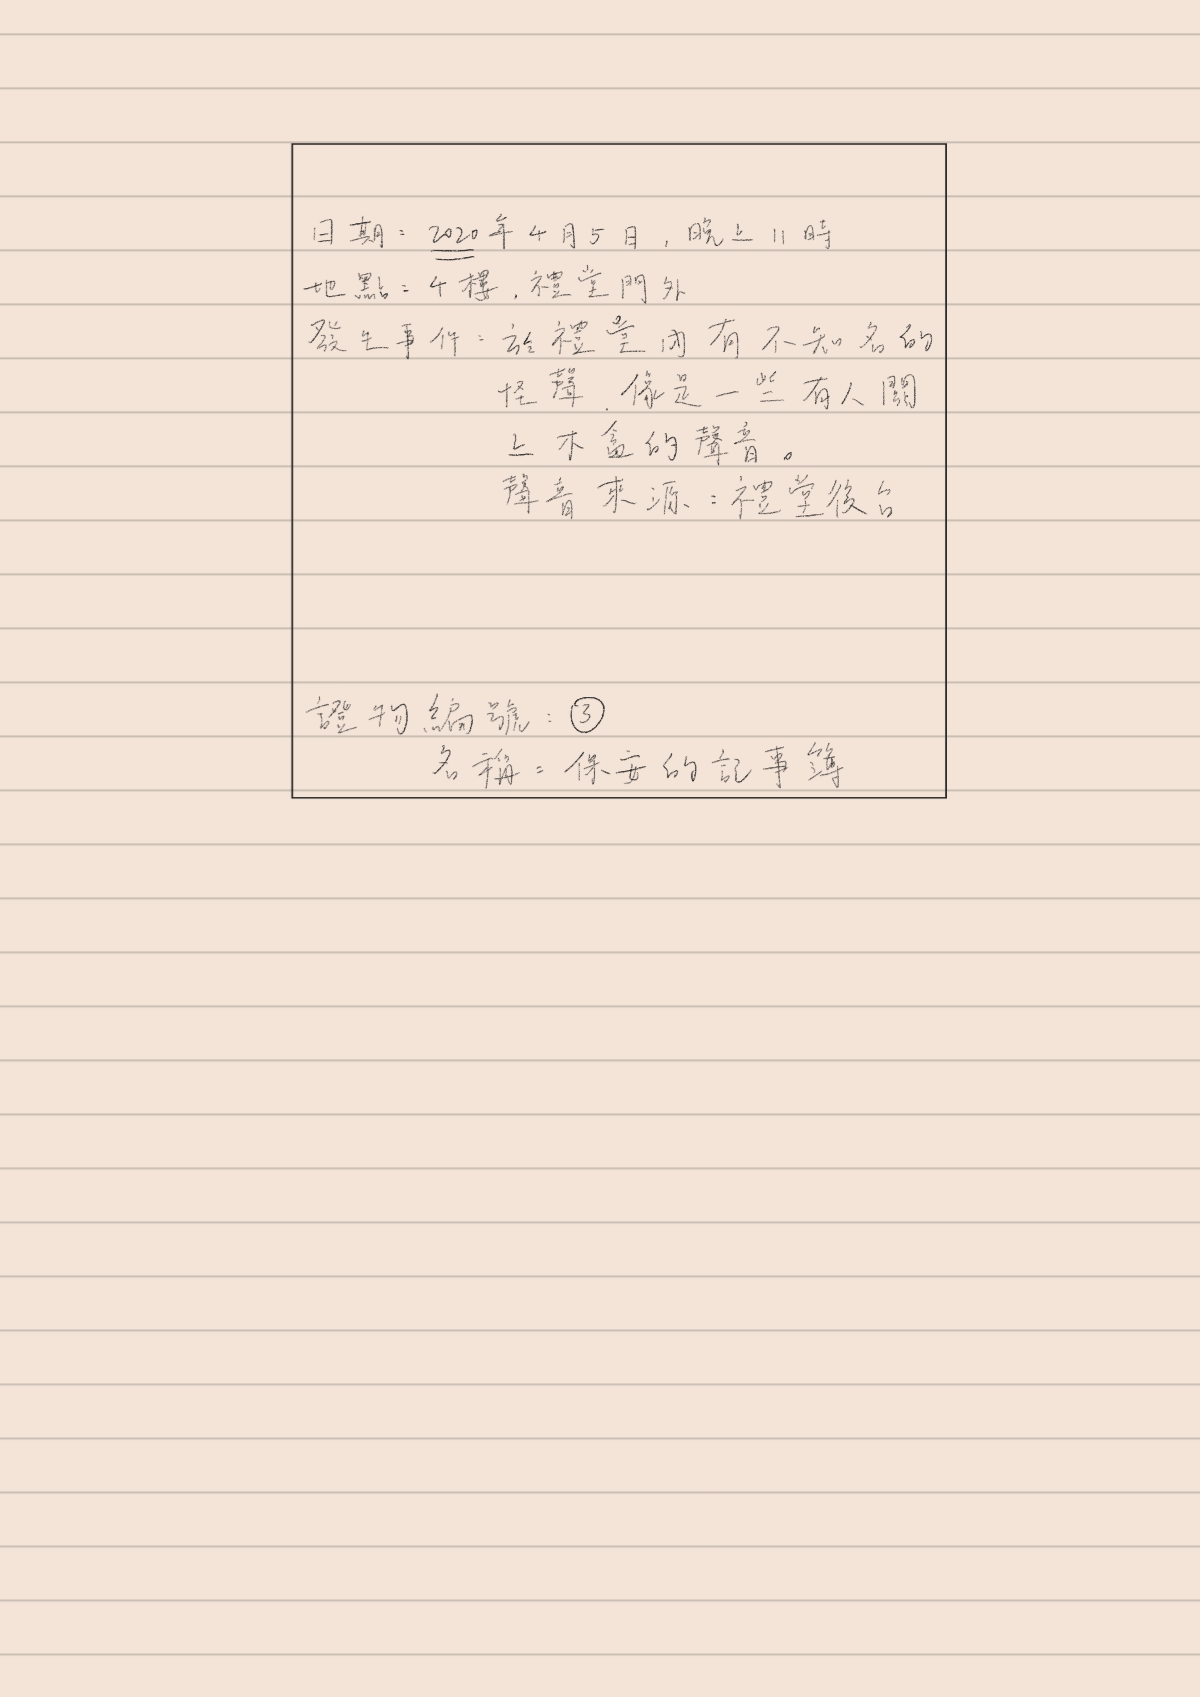 日期：2020年4月5日，晚上11時
地點：4樓，禮堂門外
發生事件：於禮堂內有不知名的
怪聲，像是一些有人關
上木盒的聲音。
聲音來源：禮堂後台
證物編號：③
名稱：保安的記事簿